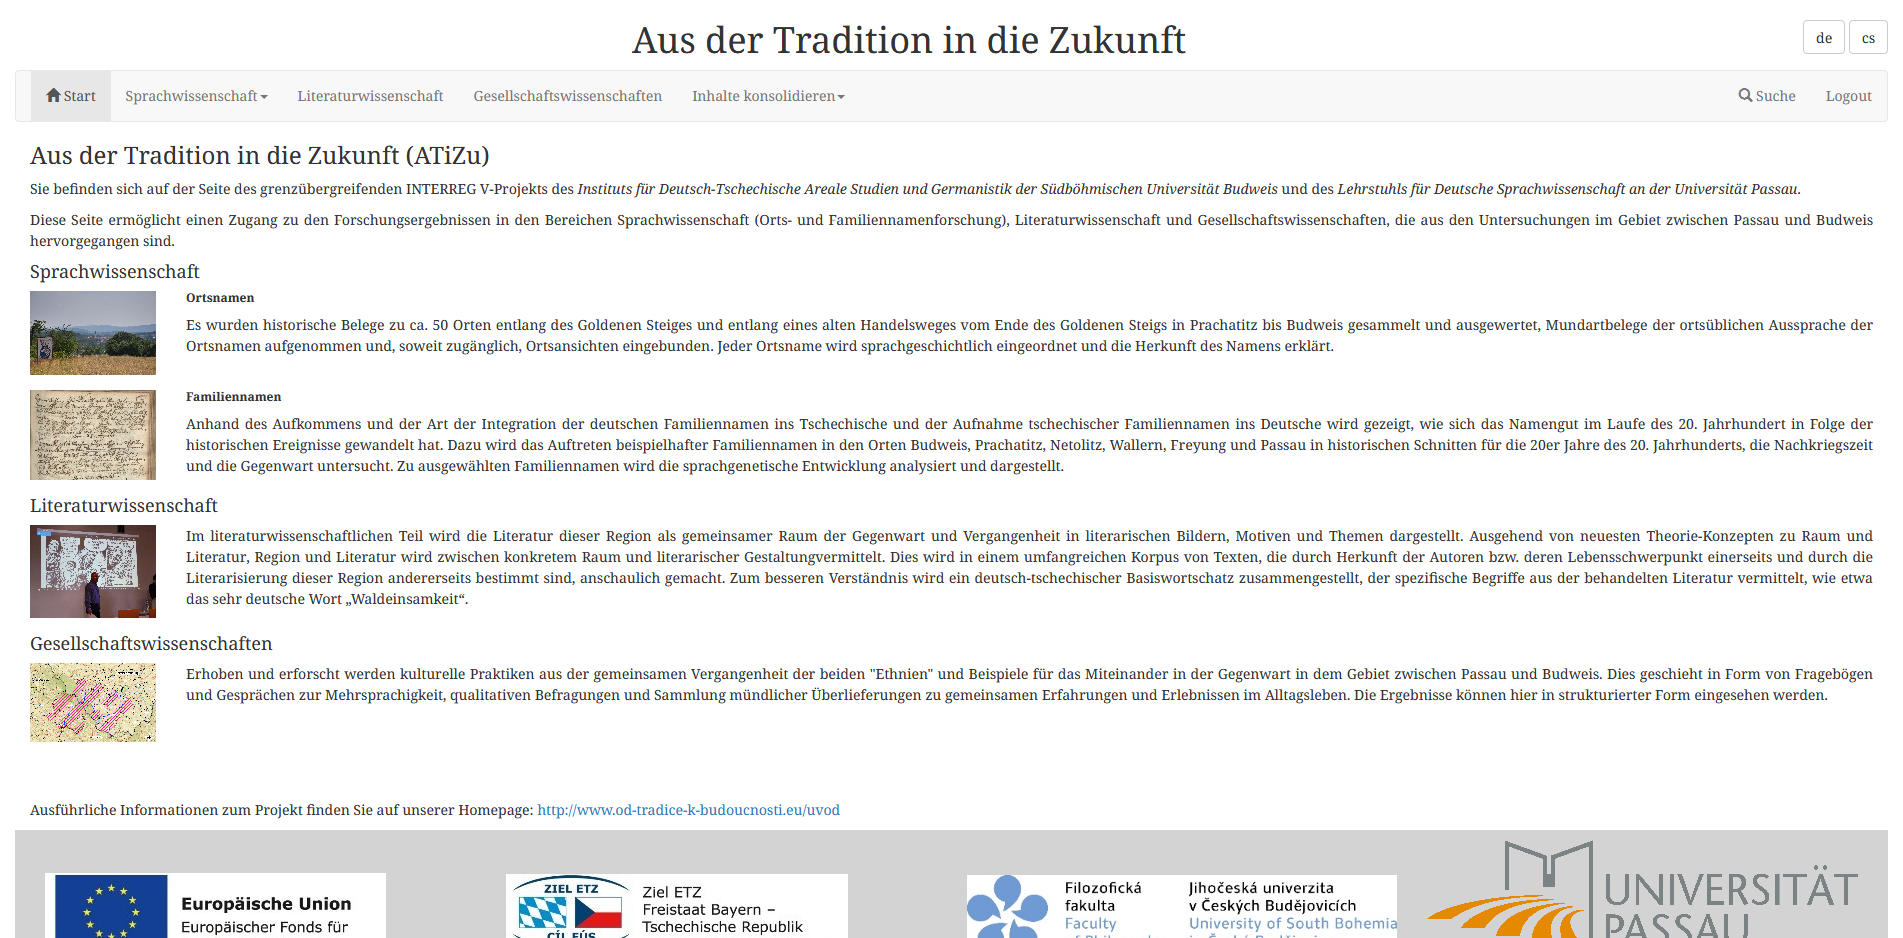 Aus der Tradition in die Zukunft
de cs
Start Sprachwissenschaft Literaturwissenschaft Gesellschaftswissenschaften Inhalte konsolidieren Suche Logout
Aus der Tradition in die Zukunft (ATiZu)
Sie befinden sich auf der Seite des grenzübergreifenden INTERREG V-Projekts des Instituts für Deutsch-Tschechische Areale Studien und Germanistik der Südböhmischen Universität Budweis und des Lehrstuhls für Deutsche Sprachwissenschaft an der Universität Passau.
Diese Seite ermöglicht einen Zugang zu den Forschungsergebnissen in den Bereichen Sprachwissenschaft (Orts- und Familiennamenforschung), Literaturwissenschaft und Gesellschaftswissenschaften, die aus den Untersuchungen im Gebiet zwischen Passau und Budweis
hervorgegangen sind.
Sprachwissenschaft
Ortsnamen
Es wurden historische Belege zu ca. 50 Orten entlang des Goldenen Steiges und entlang eines alten Handelsweges vom Ende des Goldenen Steigs in Prachatitz bis Budweis gesammelt und ausgewertet, Mundartbelege der ortsüblichen Aussprache der
Ortsnamen aufgenommen und, soweit zugänglich, Ortsansichten eingebunden. Jeder Ortsname wird sprachgeschichtlich eingeordnet und die Herkunft des Namens erklärt.
Familiennamen
Anhand des Aufkommens und der Art der Integration der deutschen Familiennamen ins Tschechische und der Aufnahme tschechischer Familiennamen ins Deutsche wird gezeigt, wie sich das Namengut im Laufe des 20. Jahrhundert in Folge der
historischen Ereignisse gewandelt hat. Dazu wird das Auftreten beispielhafter Familiennamen in den Orten Budweis, Prachatitz, Netolitz, Wallern, Freyung und Passau in historischen Schnitten für die 20er Jahre des 20. Jahrhunderts, die Nachkriegszeit
und die Gegenwart untersucht. Zu ausgewählten Familiennamen wird die sprachgenetische Entwicklung analysiert und dargestellt.
Literaturwissenschaft
Im literaturwissenschaftlichen Teil wird die Literatur dieser Region als gemeinsamer Raum der Gegenwart und Vergangenheit in literarischen Bildern, Motiven und Themen dargestellt. Ausgehend von neuesten Theorie-Konzepten zu Raum und
Literatur, Region und Literatur wird zwischen konkretem Raum und literarischer Gestaltungvermittelt. Dies wird in einem umfangreichen Korpus von Texten, die durch Herkunft der Autoren bzw. deren Lebensschwerpunkt einerseits und durch die
Literarisierung dieser Region andererseits bestimmt sind, anschaulich gemacht. Zum besseren Verständnis wird ein deutsch-tschechischer Basiswortschatz zusammengestellt, der spezifische Begriffe aus der behandelten Literatur vermittelt, wie etwa
das sehr deutsche Wort „Waldeinsamkeit“.
Gesellschaftswissenschaften
Erhoben und erforscht werden kulturelle Praktiken aus der gemeinsamen Vergangenheit der beiden "Ethnien" und Beispiele für das Miteinander in der Gegenwart in dem Gebiet zwischen Passau und Budweis. Dies geschieht in Form von Fragebögen
und Gesprächen zur Mehrsprachigkeit, qualitativen Befragungen und Sammlung mündlicher Überlieferungen zu gemeinsamen Erfahrungen und Erlebnissen im Alltagsleben. Die Ergebnisse können hier in strukturierter Form eingesehen werden.
Ausführliche Informationen zum Projekt finden Sie auf unserer Homepage: http://www.od-tradice-k-budoucnosti.eu/uvod
Europäische Union
Europäischer Fonds für
ZIEL ETZ
CÍL EÚS
Ziel ETZ
Freistaat Bayern –
Tschechische Republik
Filozofická
fakulta
Faculty
Jihočeská univerzita
v Českých Budějovicích
University of South Bohemia
UNIVERSITÄT
PASSAU